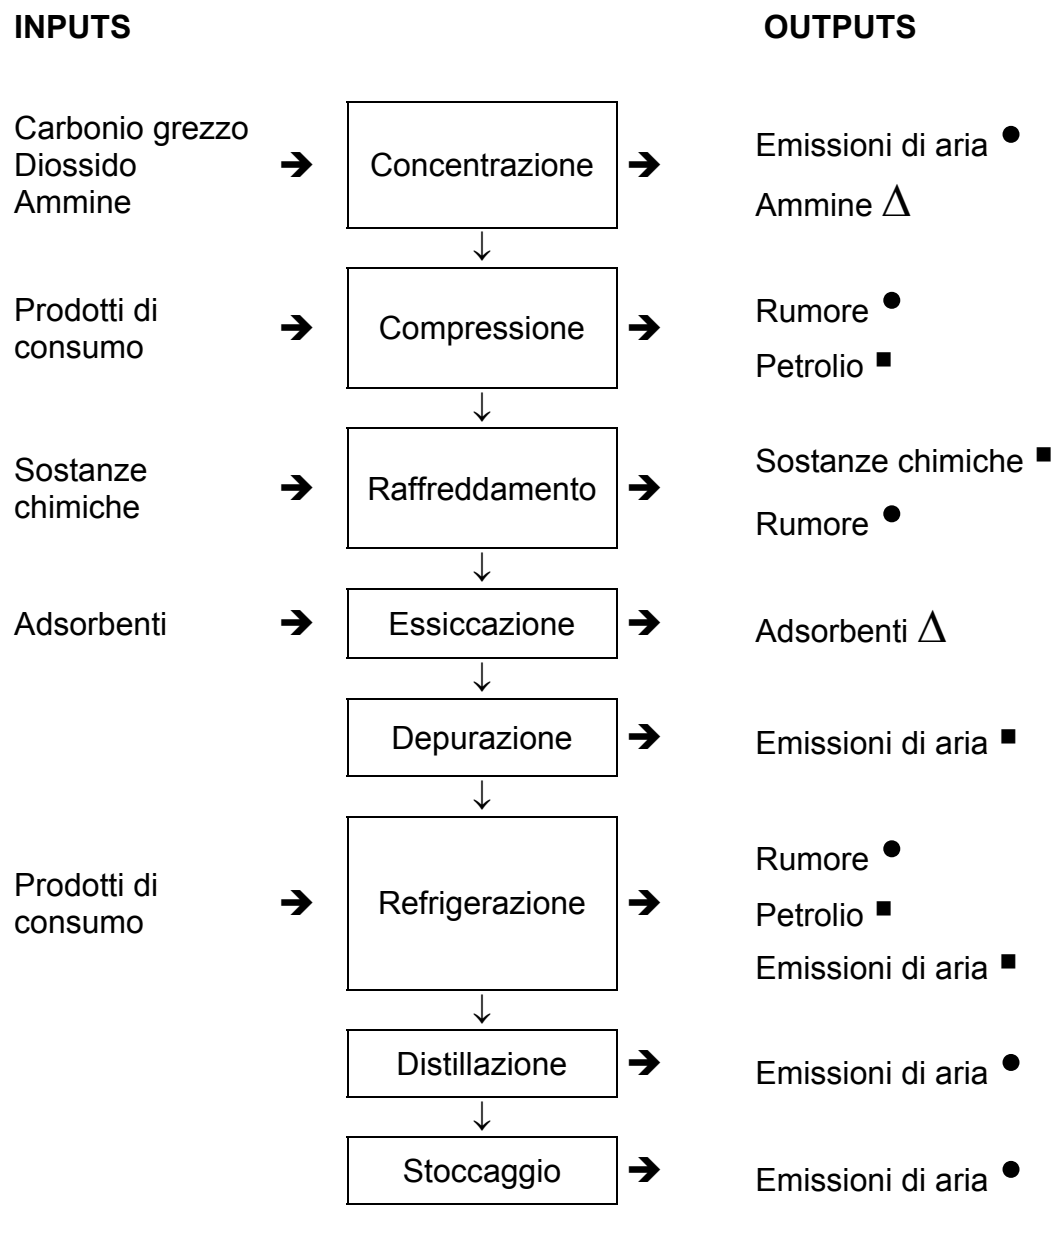 INPUTS
OUTPUTS
Carbonio grezzo
Diossido
Ammine
➔
Concentrazione
➔
Emissioni di aria ●
Ammine Δ
↓
Prodotti di
consumo
➔
Compressione
➔
Rumore ●
Petrolio ■
↓
Sostanze
chimiche
➔
Raffreddamento
➔
Sostanze chimiche ■
Rumore ●
↓
Adsorbenti
➔
Essiccazione
➔
Adsorbenti Δ
↓
Depurazione
➔
Emissioni di aria ■
↓
Prodotti di
consumo
➔
Refrigerazione
➔
Rumore ●
Petrolio ■
Emissioni di aria ■
↓
Distillazione
➔
Emissioni di aria ●
↓
Stoccaggio
➔
Emissioni di aria ●